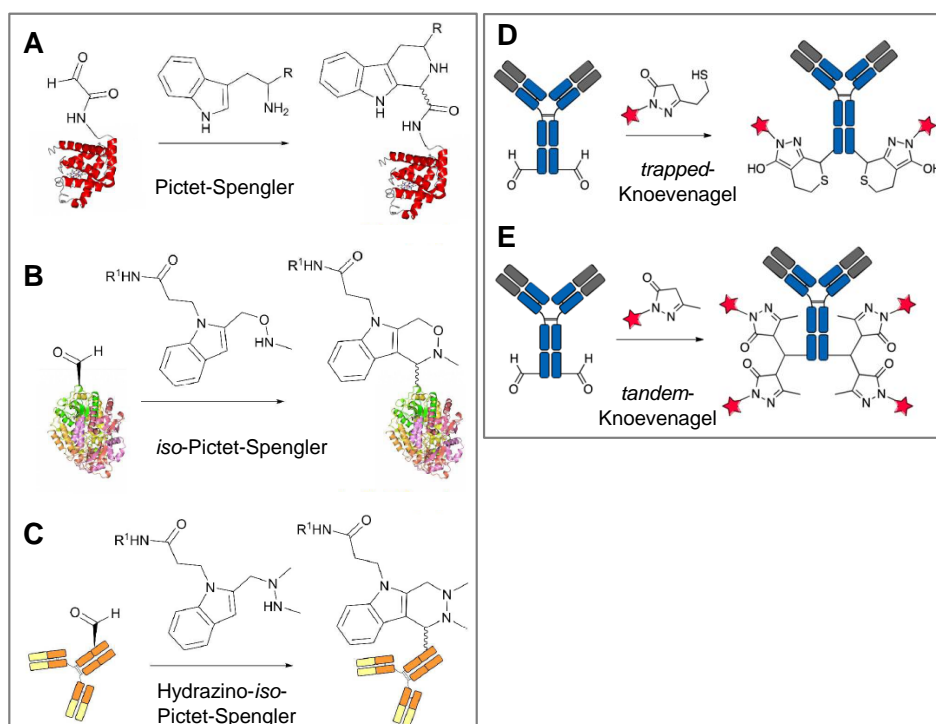 A
O
H
O
HN
R
NH2
N
H
Pictet-Spengler
R
NH
N
H
O
HN
B
R¹HN
O
N
O
HN
O
H
iso-Pictet-Spengler
R¹HN
O
N
O
N
C
R¹HN
O
N
N
HN
O
H
Hydrazino-iso-
Pictet-Spengler
R¹HN
O
N
N
N
D
H
O
H
O
O
N
N
SH
trapped-
Knoevenagel
N
N
HO
S
N
N
OH
S
E
H
O
H
O
O
N
N
tandem-
Knoevenagel
N
N
O
N
N
O
O
N
N
O
N
N